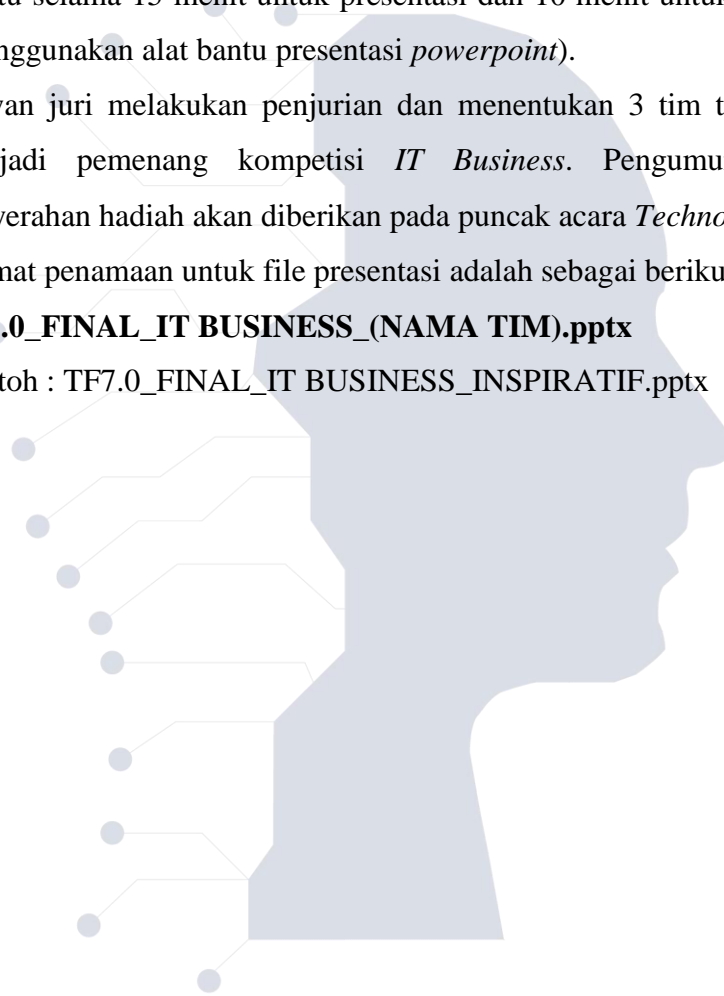 tu selama 15 menit untuk presentasi dan 10 menit untuk
nggunakan alat bantu presentasi powerpoint).
van juri melakukan penjurian dan menentukan 3 tim t
jadi pemenang kompetisi IT Business. Pengumu
yerahan hadiah akan diberikan pada puncak acara Techno
mat penamaan untuk file presentasi adalah sebagai beriku
.0_FINAL_IT BUSINESS_(NAMA TIM).pptx
toh : TF7.0_FINAL_IT BUSINESS_INSPIRATIF.pptx